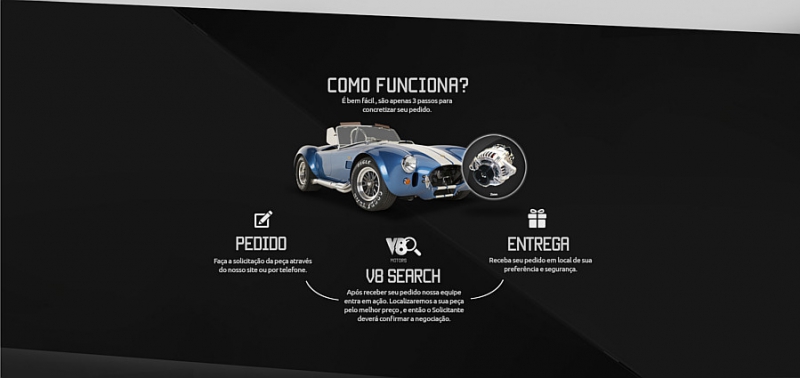 COMO FUNCIONA?
É bem fácil, são apenas 3 passos para
concretizar seu pedido.
PEDIDO
Faça a solicitação da peça através
do nosso site ou por telefone.
V8
MOTORS
V8 SEARCH
Após receber seu pedido nossa equipe
entra em ação. Localizaremos a sua peça
pelo melhor preço, e então o Solicitante
deverá confirmar a negociação.
ENTREGA
Receba seu pedido em local de sua
preferência e segurança.